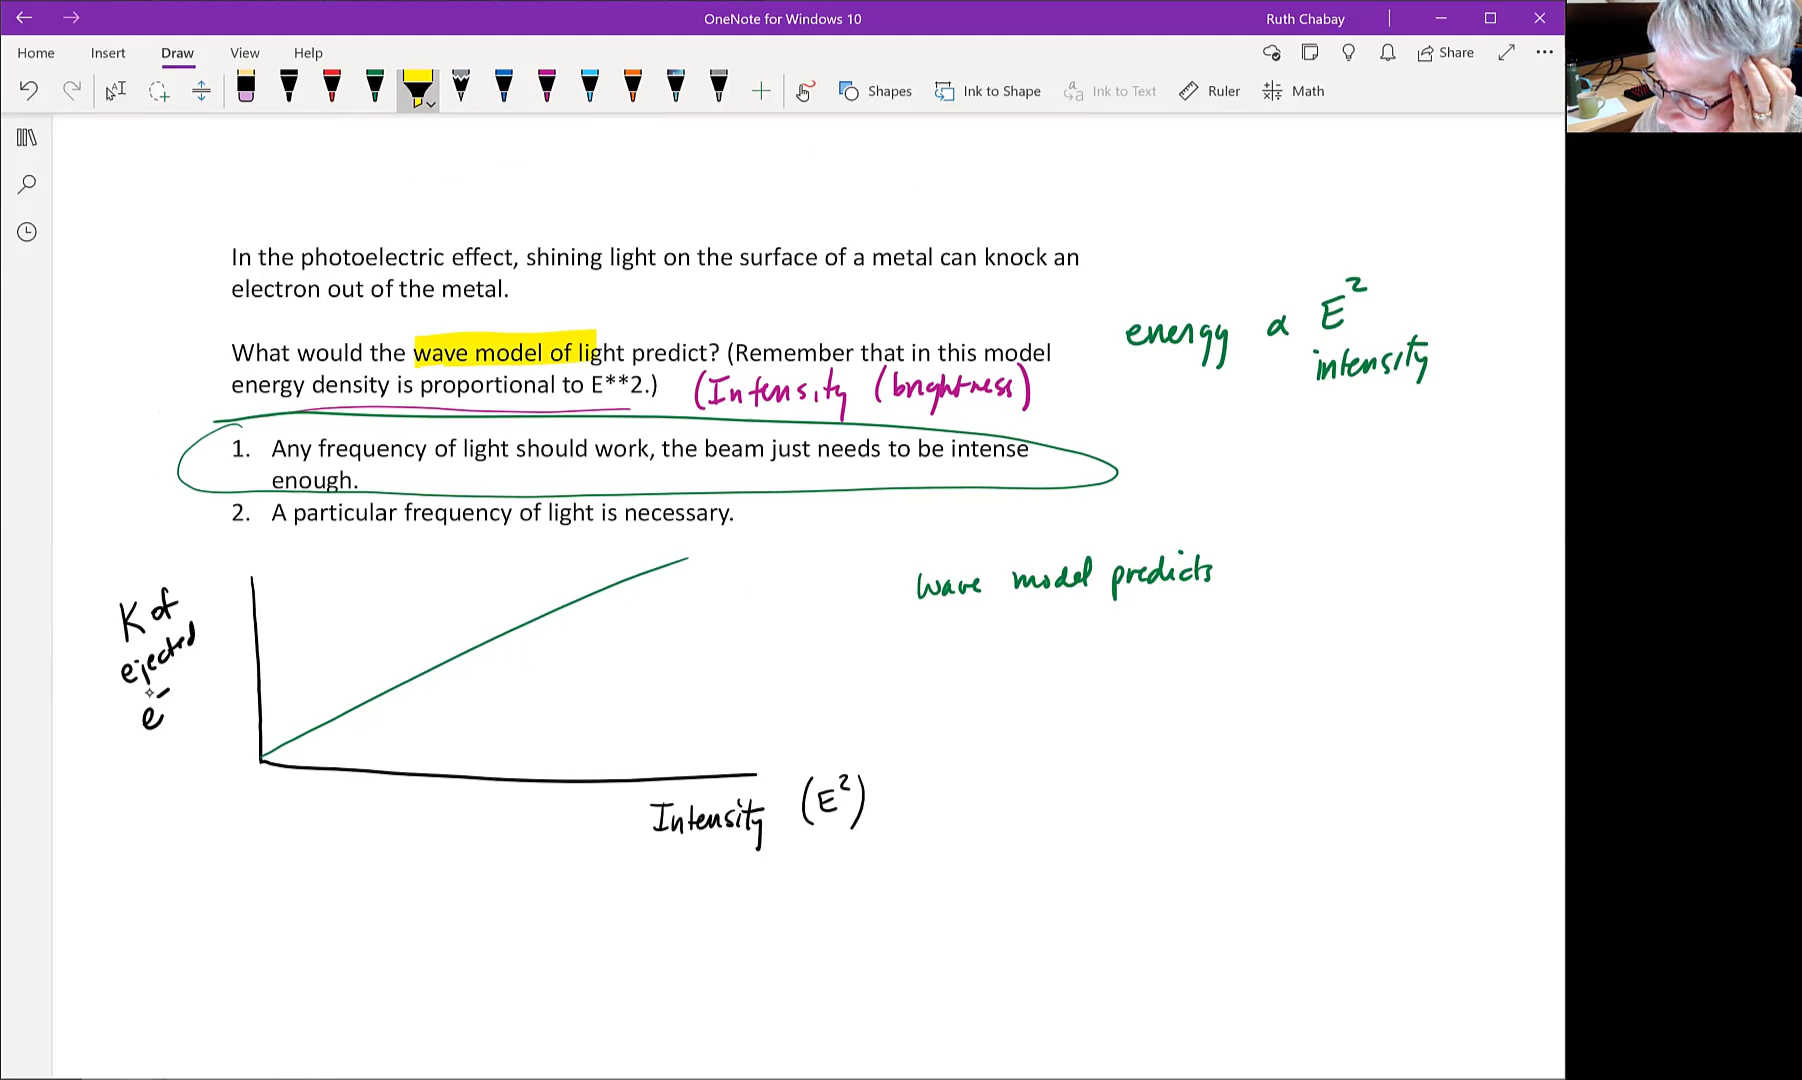 OneNote for Windows 10
Ruth Chabay
Home Insert Draw View Help
Share
Shapes Ink to Shape Ink to Text Ruler Math
In the photoelectric effect, shining light on the surface of a metal can knock an
electron out of the metal.
What would the wave model of light predict? (Remember that in this model
energy density is proportional to E**2.) (Intensity (brightness)
energy ∝ E²
intensity
1. Any frequency of light should work, the beam just needs to be intense
enough.
2. A particular frequency of light is necessary.
wave model predicts
K of
ejected
e⁻
Intensity (E²)